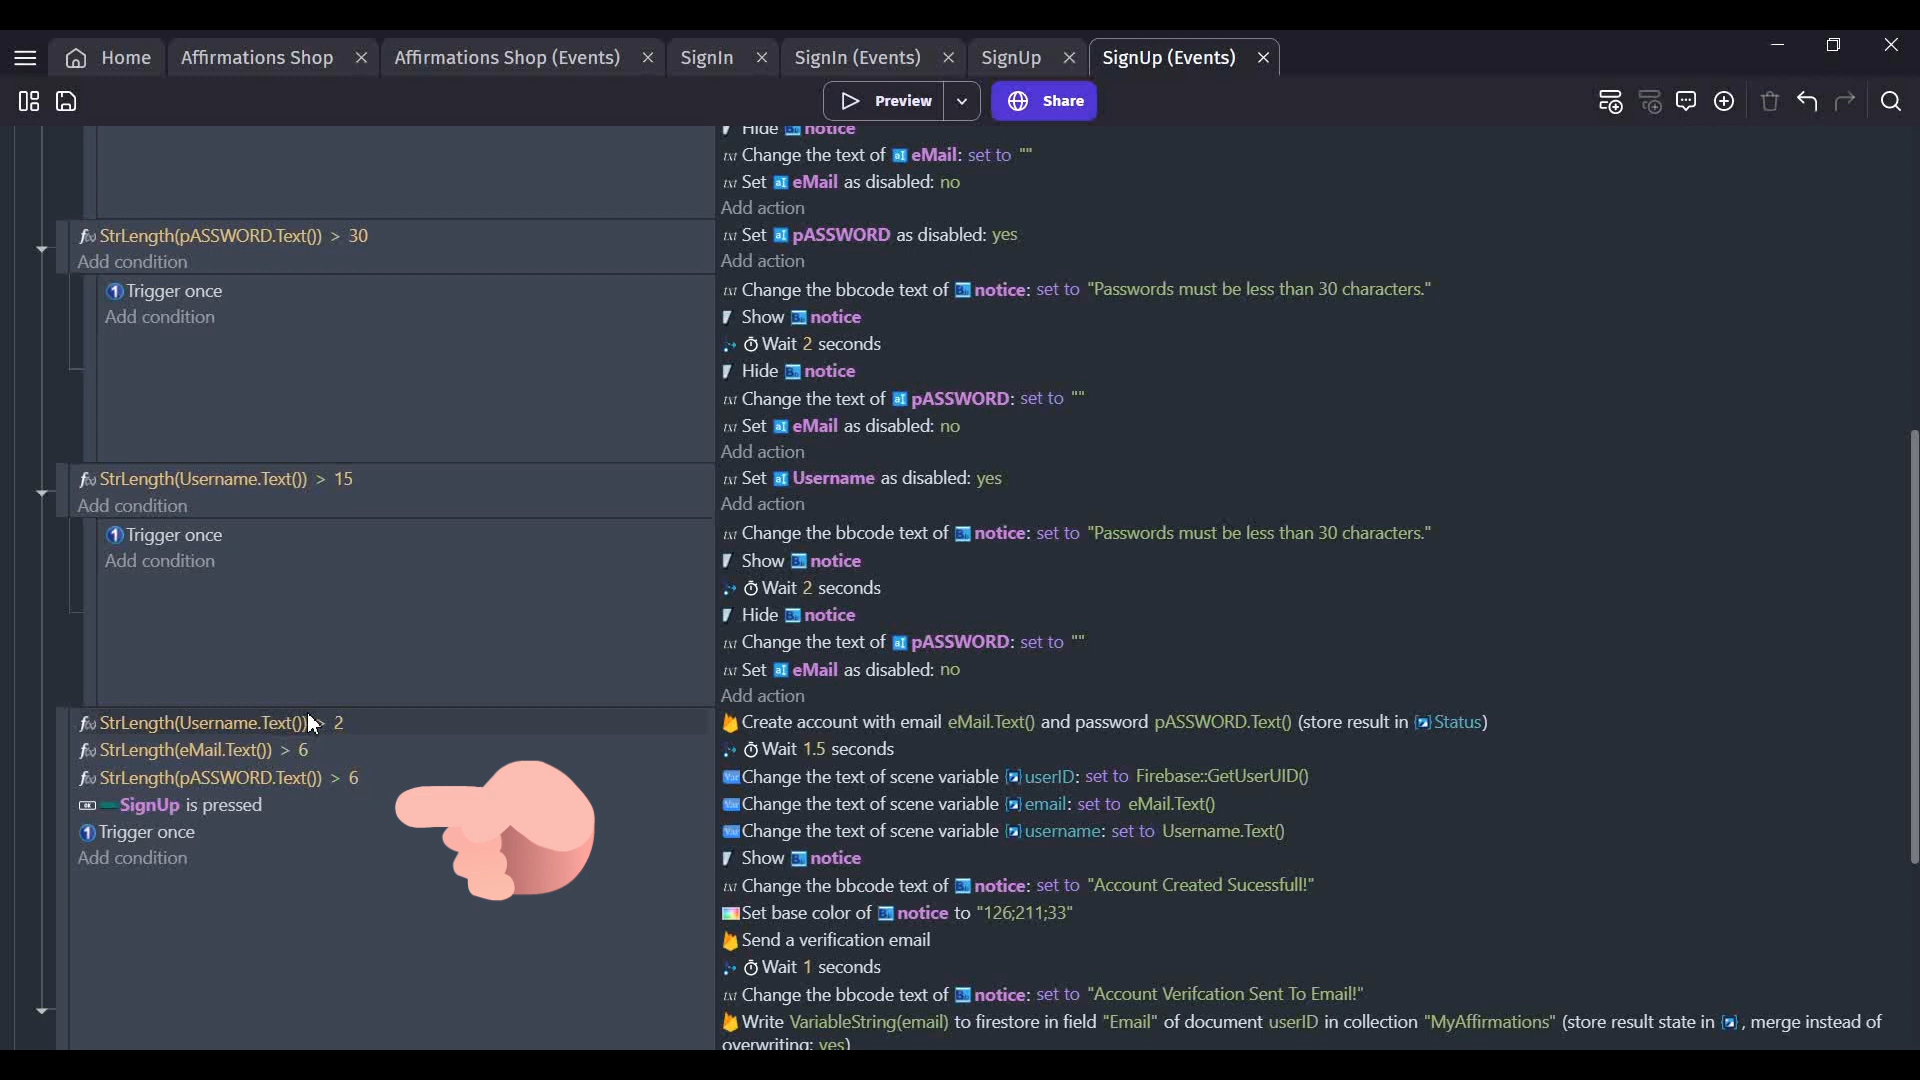 Home
Affirmations Shop
Affirmations Shop (Events)
SignIn
SignIn (Events)
SignUp
SignUp (Events)
Preview
Share
Hide notice
Change the text of eMail: set to ""
Set eMail as disabled: no
Add action
StrLength(pASSWORD.Text()) > 30
Set pASSWORD as disabled: yes
Add condition
Add action
Trigger once
Change the bbcode text of notice: set to "Passwords must be less than 30 characters."
Add condition
Show notice
Wait 2 seconds
Hide notice
Change the text of pASSWORD: set to ""
Set eMail as disabled: no
Add action
StrLength(Username.Text()) > 15
Set Username as disabled: yes
Add condition
Add action
Trigger once
Change the bbcode text of notice: set to "Passwords must be less than 30 characters."
Add condition
Show notice
Wait 2 seconds
Hide notice
Change the text of pASSWORD: set to ""
Set eMail as disabled: no
Add action
StrLength(Username.Text()) > 2
Create account with email eMail.Text() and password pASSWORD.Text() (store result in Status)
StrLength(eMail.Text()) > 6
Wait 1.5 seconds
StrLength(pASSWORD.Text()) > 6
Change the text of scene variable userID: set to Firebase::GetUserUID()
SignUp is pressed
Change the text of scene variable email: set to eMail.Text()
Trigger once
Change the text of scene variable username: set to Username.Text()
Add condition
Show notice
Change the bbcode text of notice: set to "Account Created Sucessfull!"
Set base color of notice to "126;211;33"
Send a verification email
Wait 1 seconds
Change the bbcode text of notice: set to "Account Verifcation Sent To Email!"
Write VariableString(email) to firestore in field "Email" of document userID in collection "MyAffirmations" (store result state in , merge instead of
overwriting: yes)